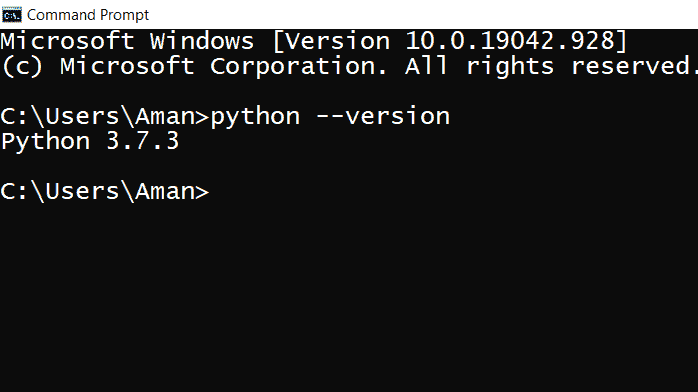 Command Prompt
Microsoft Windows [Version 10.0.19042.928]
(c) Microsoft Corporation. All rights reserved.
C:\Users\Aman>python --version
Python 3.7.3
C:\Users\Aman>